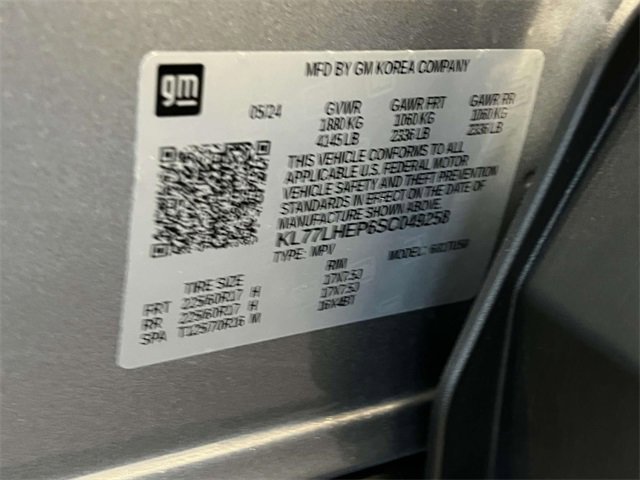 gm
MFD BY GM KOREA COMPANY
05/24 GVWR GAWR FRT GAWR RR
1880 KG 1060 KG 1060 KG
4145 LB 2336 LB 2336 LB
THIS VEHICLE CONFORMS TO ALL
APPLICABLE U.S. FEDERAL MOTOR
VEHICLE SAFETY AND THEFT PREVENTION
STANDARDS IN EFFECT ON THE DATE OF
MANUFACTURE SHOWN ABOVE.
KL77LHEP6SC049258
TYPE: MPV MODEL:
TIRE SIZE RIM
FRT 225/60R17 H 17X7.5J
RR 225/60R17 H 17X7.5J
SPA T125/70R16 M 16X4BT